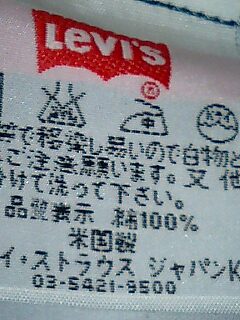 Levi's
®
て移染し易いので白物と
ご注意願います。又 他
けて洗って下さい。
品質表示 綿100%
米国製
イ・ストラウス ジャパンK
03-5421-9500